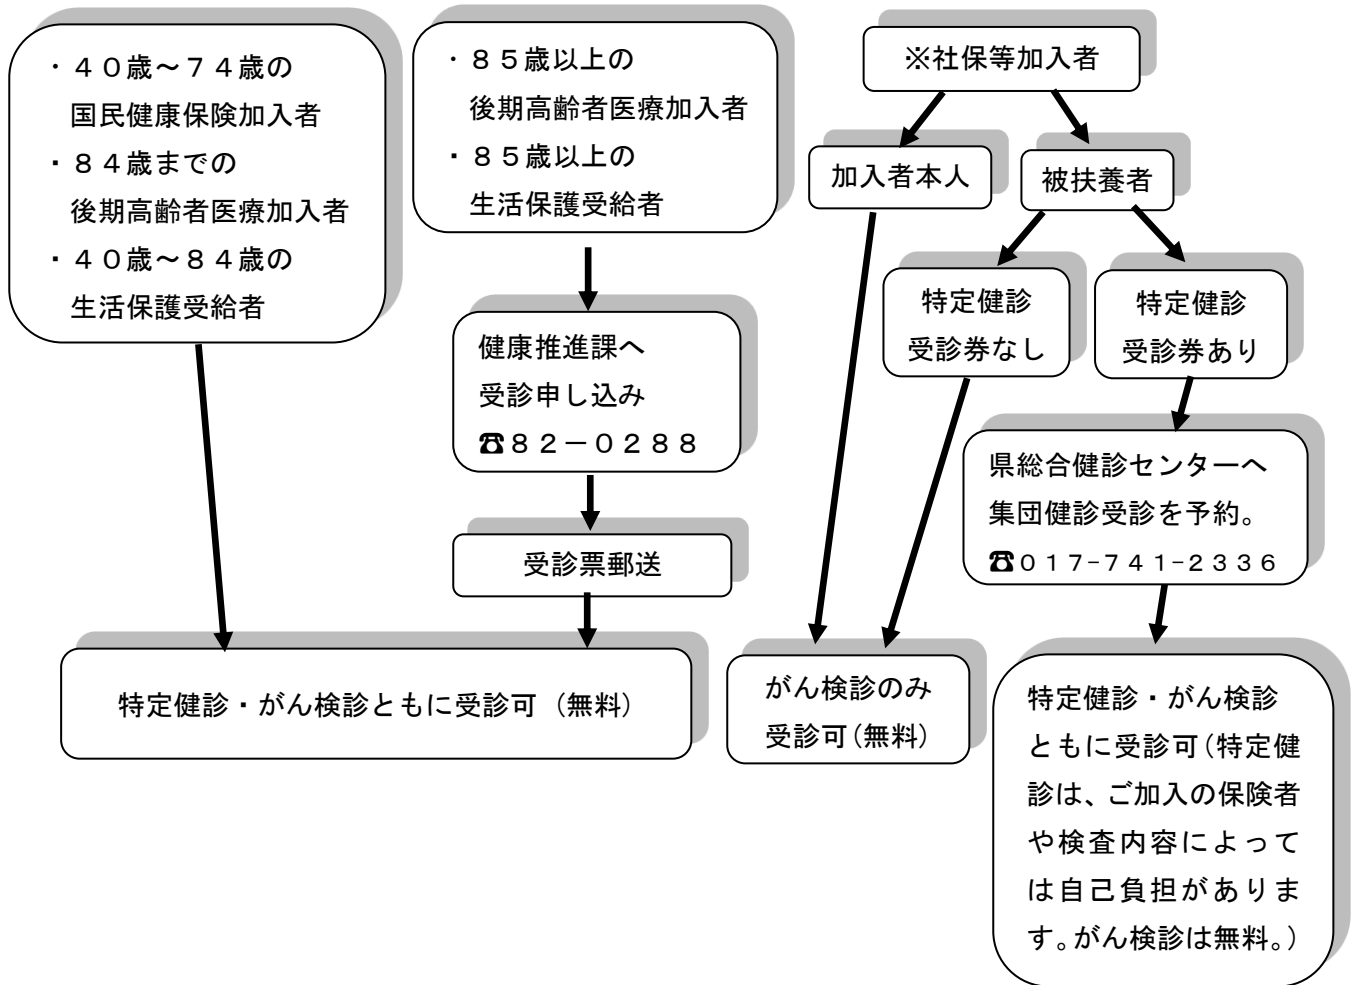 ・４０歳～７４歳の
国民健康保険加入者
・８４歳までの
後期高齢者医療加入者
・４０歳～８４歳の
生活保護受給者
・８５歳以上の
後期高齢者医療加入者
・８５歳以上の
生活保護受給者
健康推進課へ
受診申し込み
☎８２－０２８８
受診票郵送
特定健診・がん検診ともに受診可（無料）
※社保等加入者
加入者本人
被扶養者
特定健診
受診券なし
特定健診
受診券あり
県総合健診センターへ
集団健診受診を予約。
☎０１７-７４１-２３３６
がん検診のみ
受診可（無料）
特定健診・がん検診
ともに受診可（特定健
診は、ご加入の保険者
や検査内容によって
は自己負担がありま
す。がん検診は無料。）